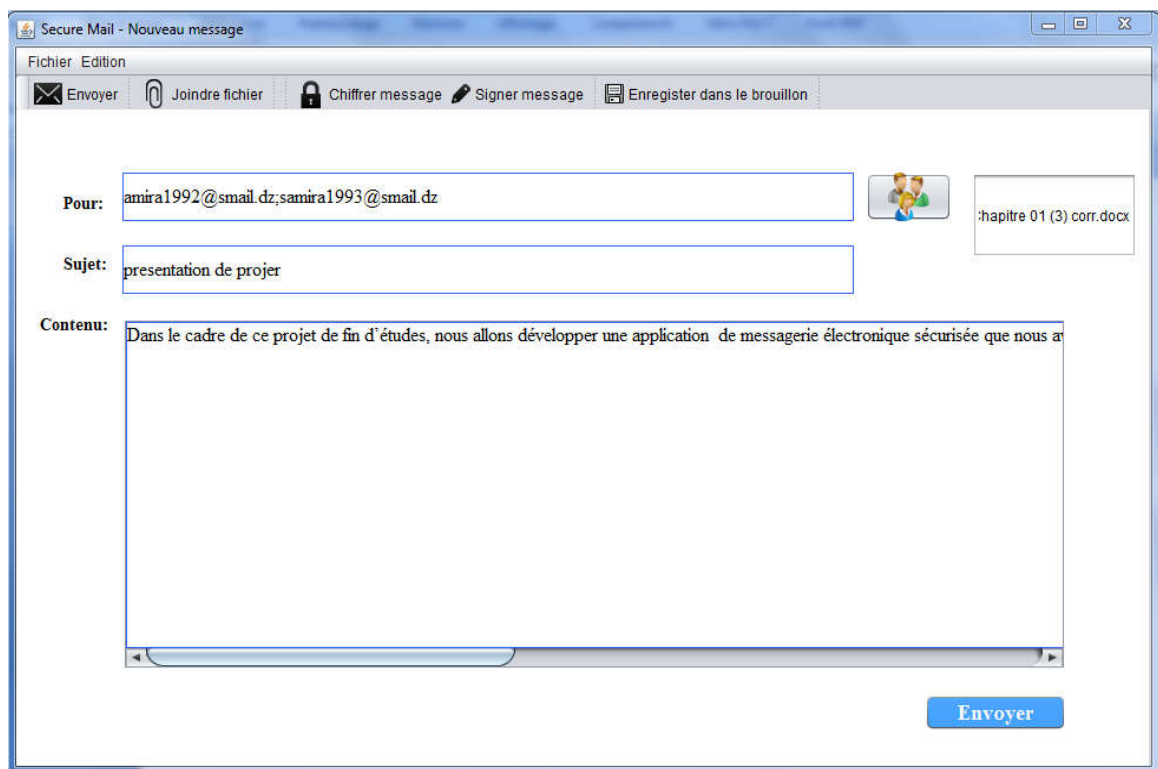 Secure Mail - Nouveau message
Fichier Edition
Envoyer Joindre fichier Chiffrer message Signer message Enregister dans le brouillon
Pour: amira1992@smail.dz;samira1993@smail.dz
hapitre 01 (3) corr.docx
Sujet: presentation de projer
Contenu:
Dans le cadre de ce projet de fin d'études, nous allons développer une application de messagerie électronique sécurisée que nous a
Envoyer